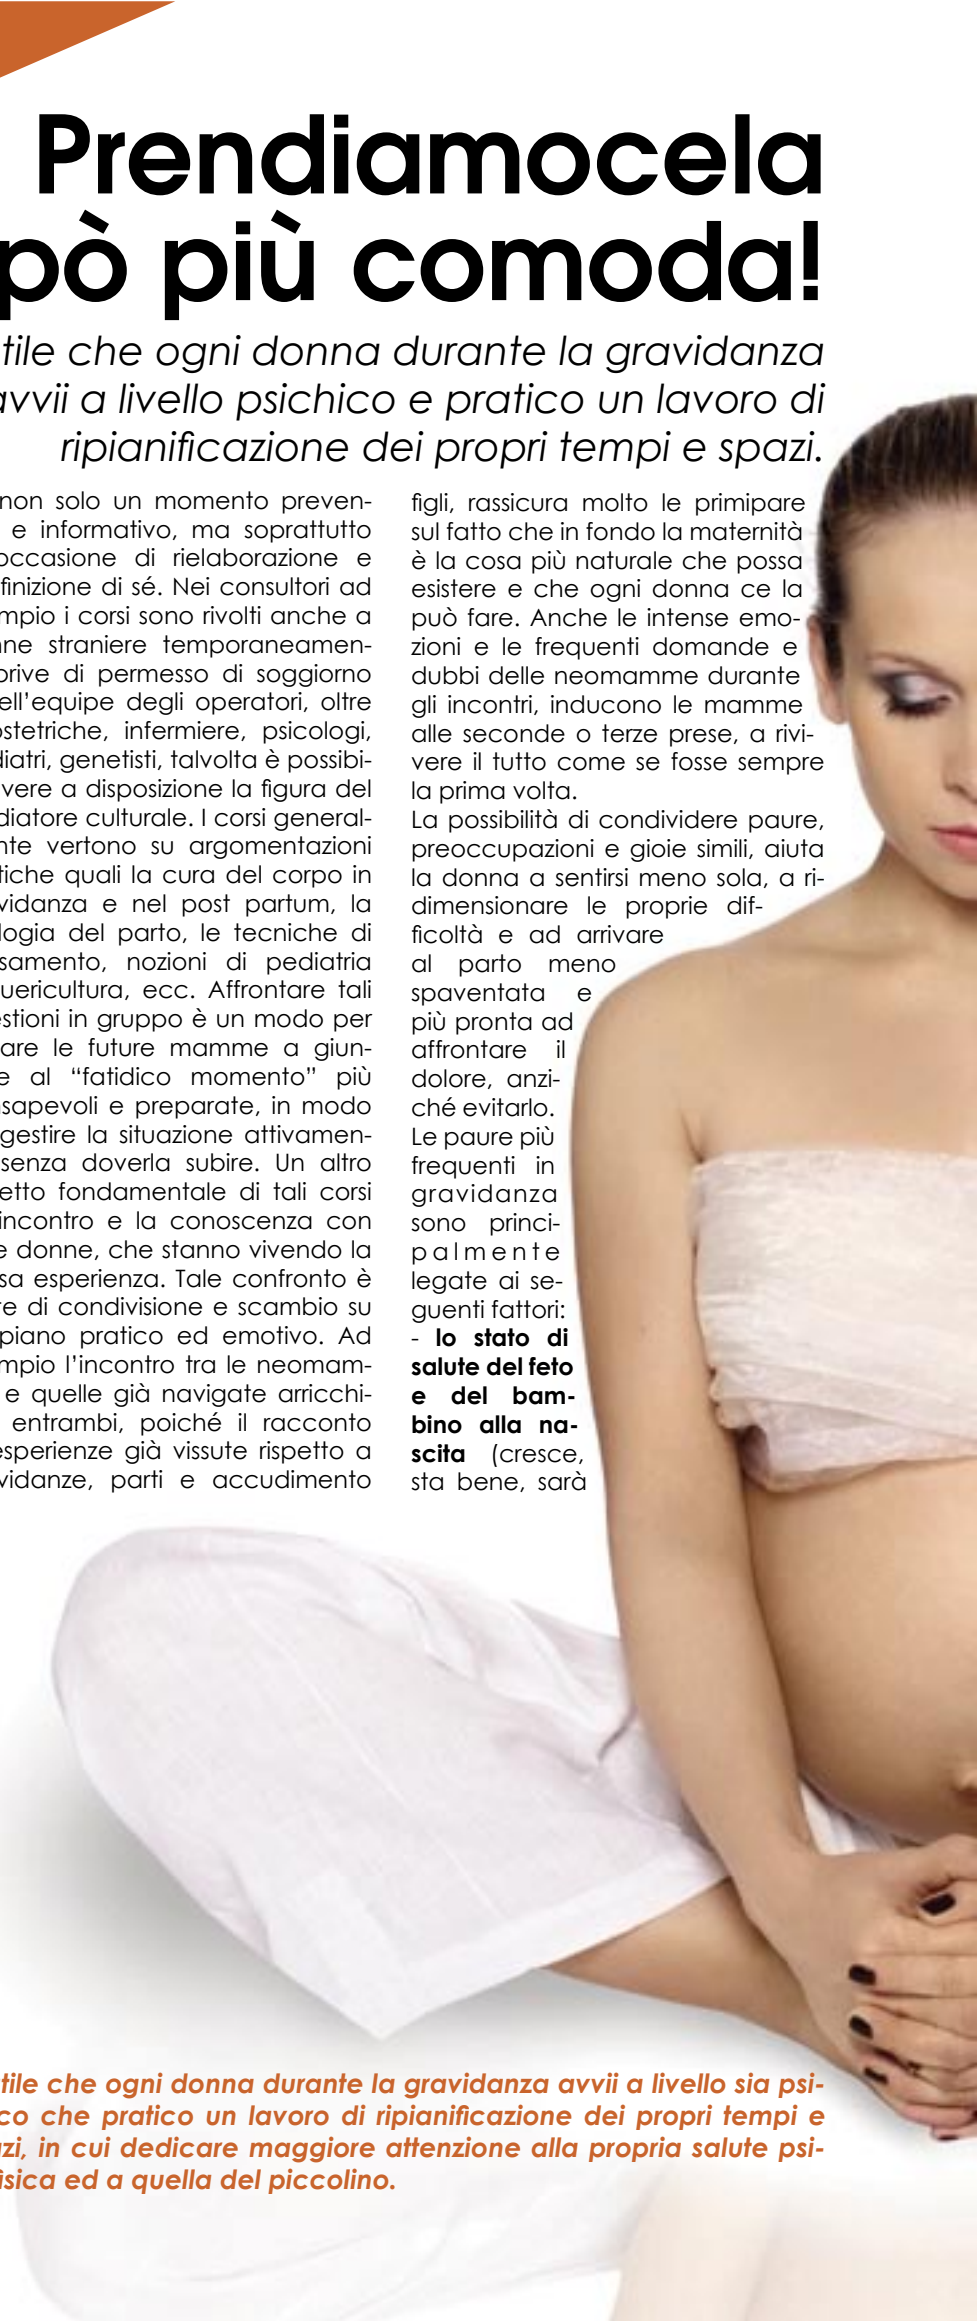 Prendiamocela
pò più comoda!
tile che ogni donna durante la gravidanza
avvii a livello psichico e pratico un lavoro di
ripianificazione dei propri tempi e spazi.
non solo un momento preven-
e informativo, ma soprattutto
occasione di rielaborazione e
finizione di sé. Nei consultori ad
mpio i corsi sono rivolti anche a
nne straniere temporaneamen-
prive di permesso di soggiorno
ell'equipe degli operatori, oltre
ostetriche, infermiere, psicologi,
diatri, genetisti, talvolta è possibi-
vere a disposizione la figura del
diatore culturale. I corsi general-
nte vertono su argomentazioni
tiche quali la cura del corpo in
vidanza e nel post partum, la
logia del parto, le tecniche di
ssamento, nozioni di pediatria
uericultura, ecc. Affrontare tali
estioni in gruppo è un modo per
are le future mamme a giun-
e al “fatidico momento” più
nsapevoli e preparate, in modo
gestire la situazione attivamen-
senza doverla subire. Un altro
etto fondamentale di tali corsi
incontro e la conoscenza con
e donne, che stanno vivendo la
sa esperienza. Tale confronto è
te di condivisione e scambio su
piano pratico ed emotivo. Ad
mpio l'incontro tra le neomam-
e quelle già navigate arricchi-
entrambi, poiché il racconto
esperienze già vissute rispetto a
vidanze, parti e accudimento
figli, rassicura molto le primipare
sul fatto che in fondo la maternità
è la cosa più naturale che possa
esistere e che ogni donna ce la
può fare. Anche le intense emo-
zioni e le frequenti domande e
dubbi delle neomamme durante
gli incontri, inducono le mamme
alle seconde o terze prese, a rivi-
vere il tutto come se fosse sempre
la prima volta.
La possibilità di condividere paure,
preoccupazioni e gioie simili, aiuta
la donna a sentirsi meno sola, a ri-
dimensionare le proprie dif-
ficoltà e ad arrivare
al parto meno
spaventata e
più pronta ad
affrontare il
dolore, anzi-
ché evitarlo.
Le paure più
frequenti in
gravidanza
sono princi-
palmente
legate ai se-
guenti fattori:
- lo stato di
salute del feto
e del bam-
bino alla na-
scita (cresce,
sta bene, sarà
tile che ogni donna durante la gravidanza avvii a livello sia psi-
co che pratico un lavoro di ripianificazione dei propri tempi e
zi, in cui dedicare maggiore attenzione alla propria salute psi-
isica ed a quella del piccolino.